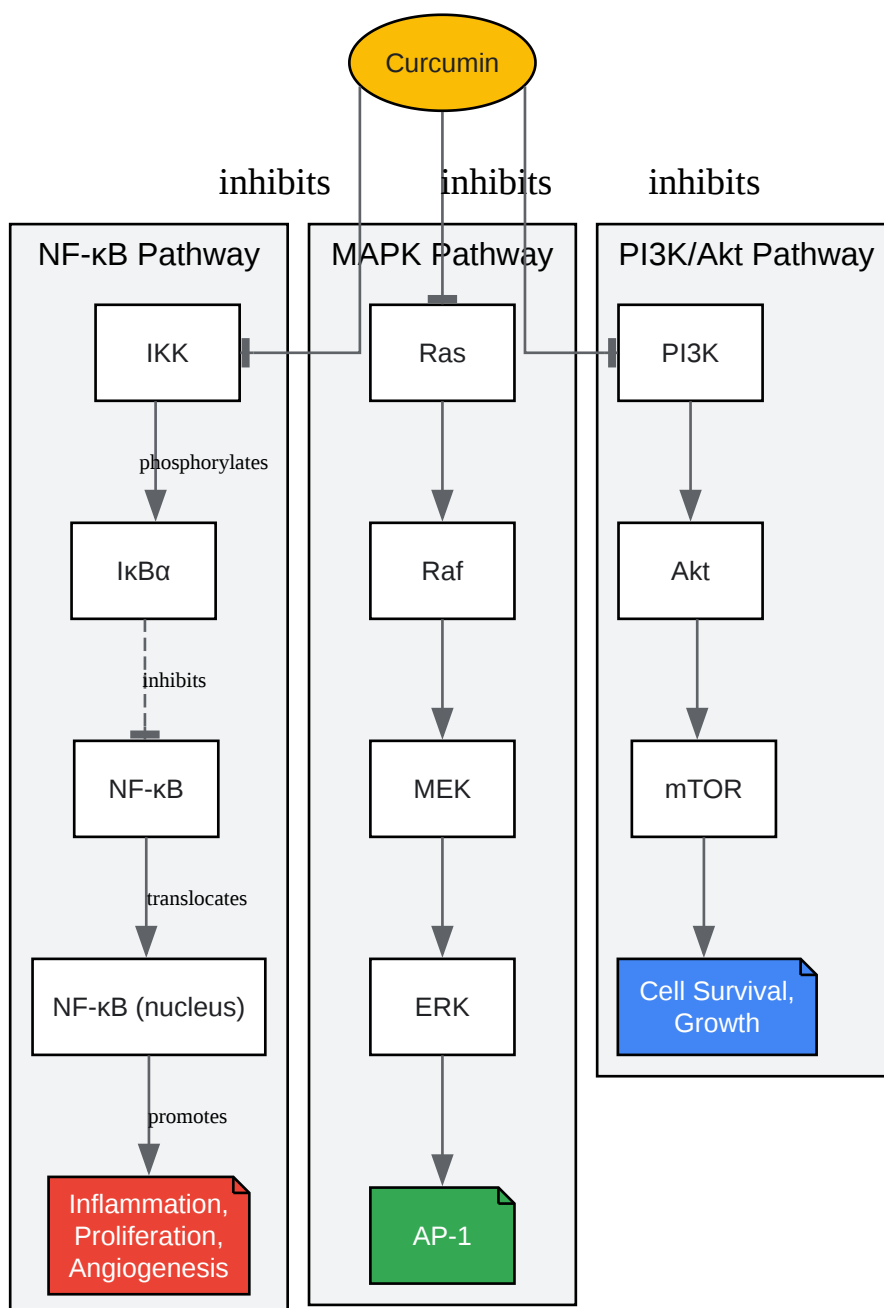 Curcumin
inhibits
inhibits
inhibits
NF-κB Pathway
IKK
phosphorylates
IκBα
inhibits
NF-κB
translocates
NF-κB (nucleus)
promotes
Inflammation,
Proliferation,
Angiogenesis
MAPK Pathway
Ras
Raf
MEK
ERK
AP-1
PI3K/Akt Pathway
PI3K
Akt
mTOR
Cell Survival,
Growth